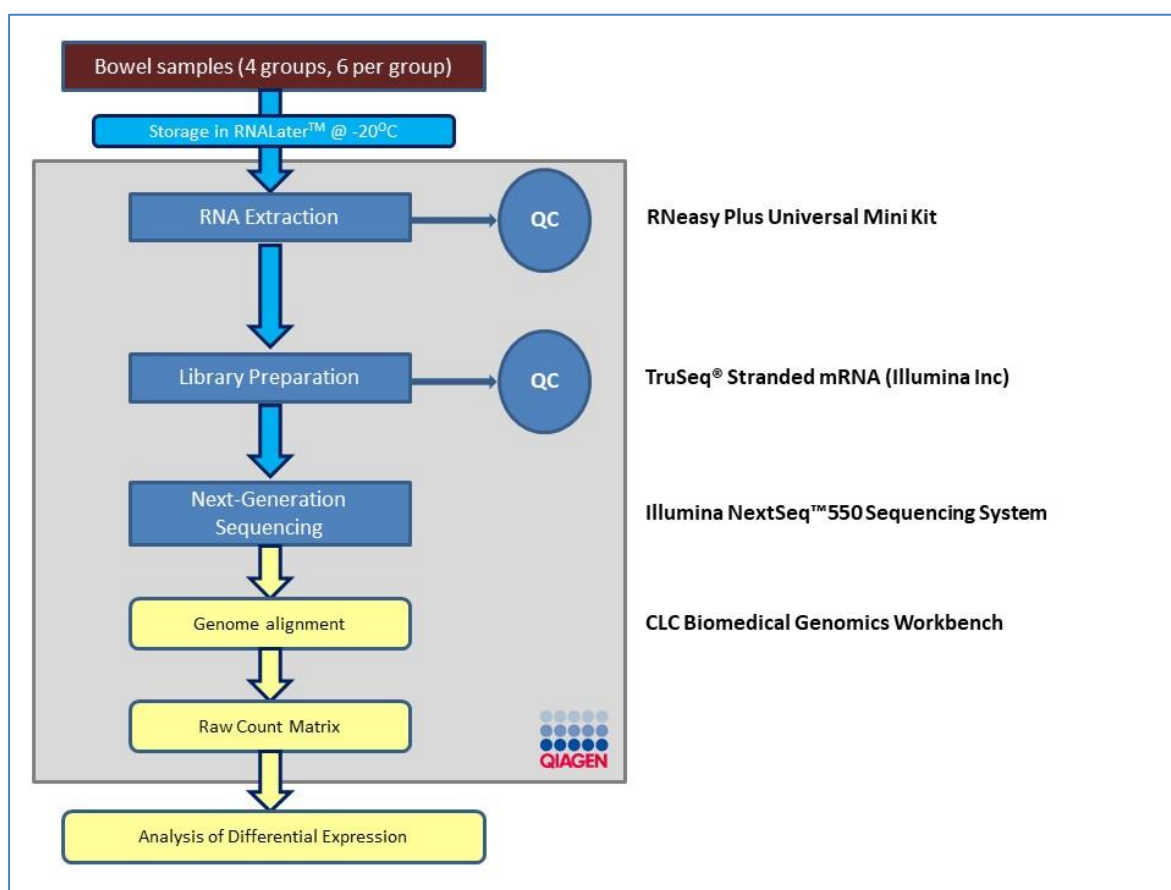 Bowel samples (4 groups, 6 per group)
Storage in RNALater™ @ -20⁰C
RNA Extraction
QC
RNeasy Plus Universal Mini Kit
Library Preparation
QC
TruSeq® Stranded mRNA (Illumina Inc)
Next-Generation
Sequencing
Illumina NextSeq™550 Sequencing System
Genome alignment
CLC Biomedical Genomics Workbench
Raw Count Matrix
QIAGEN
Analysis of Differential Expression